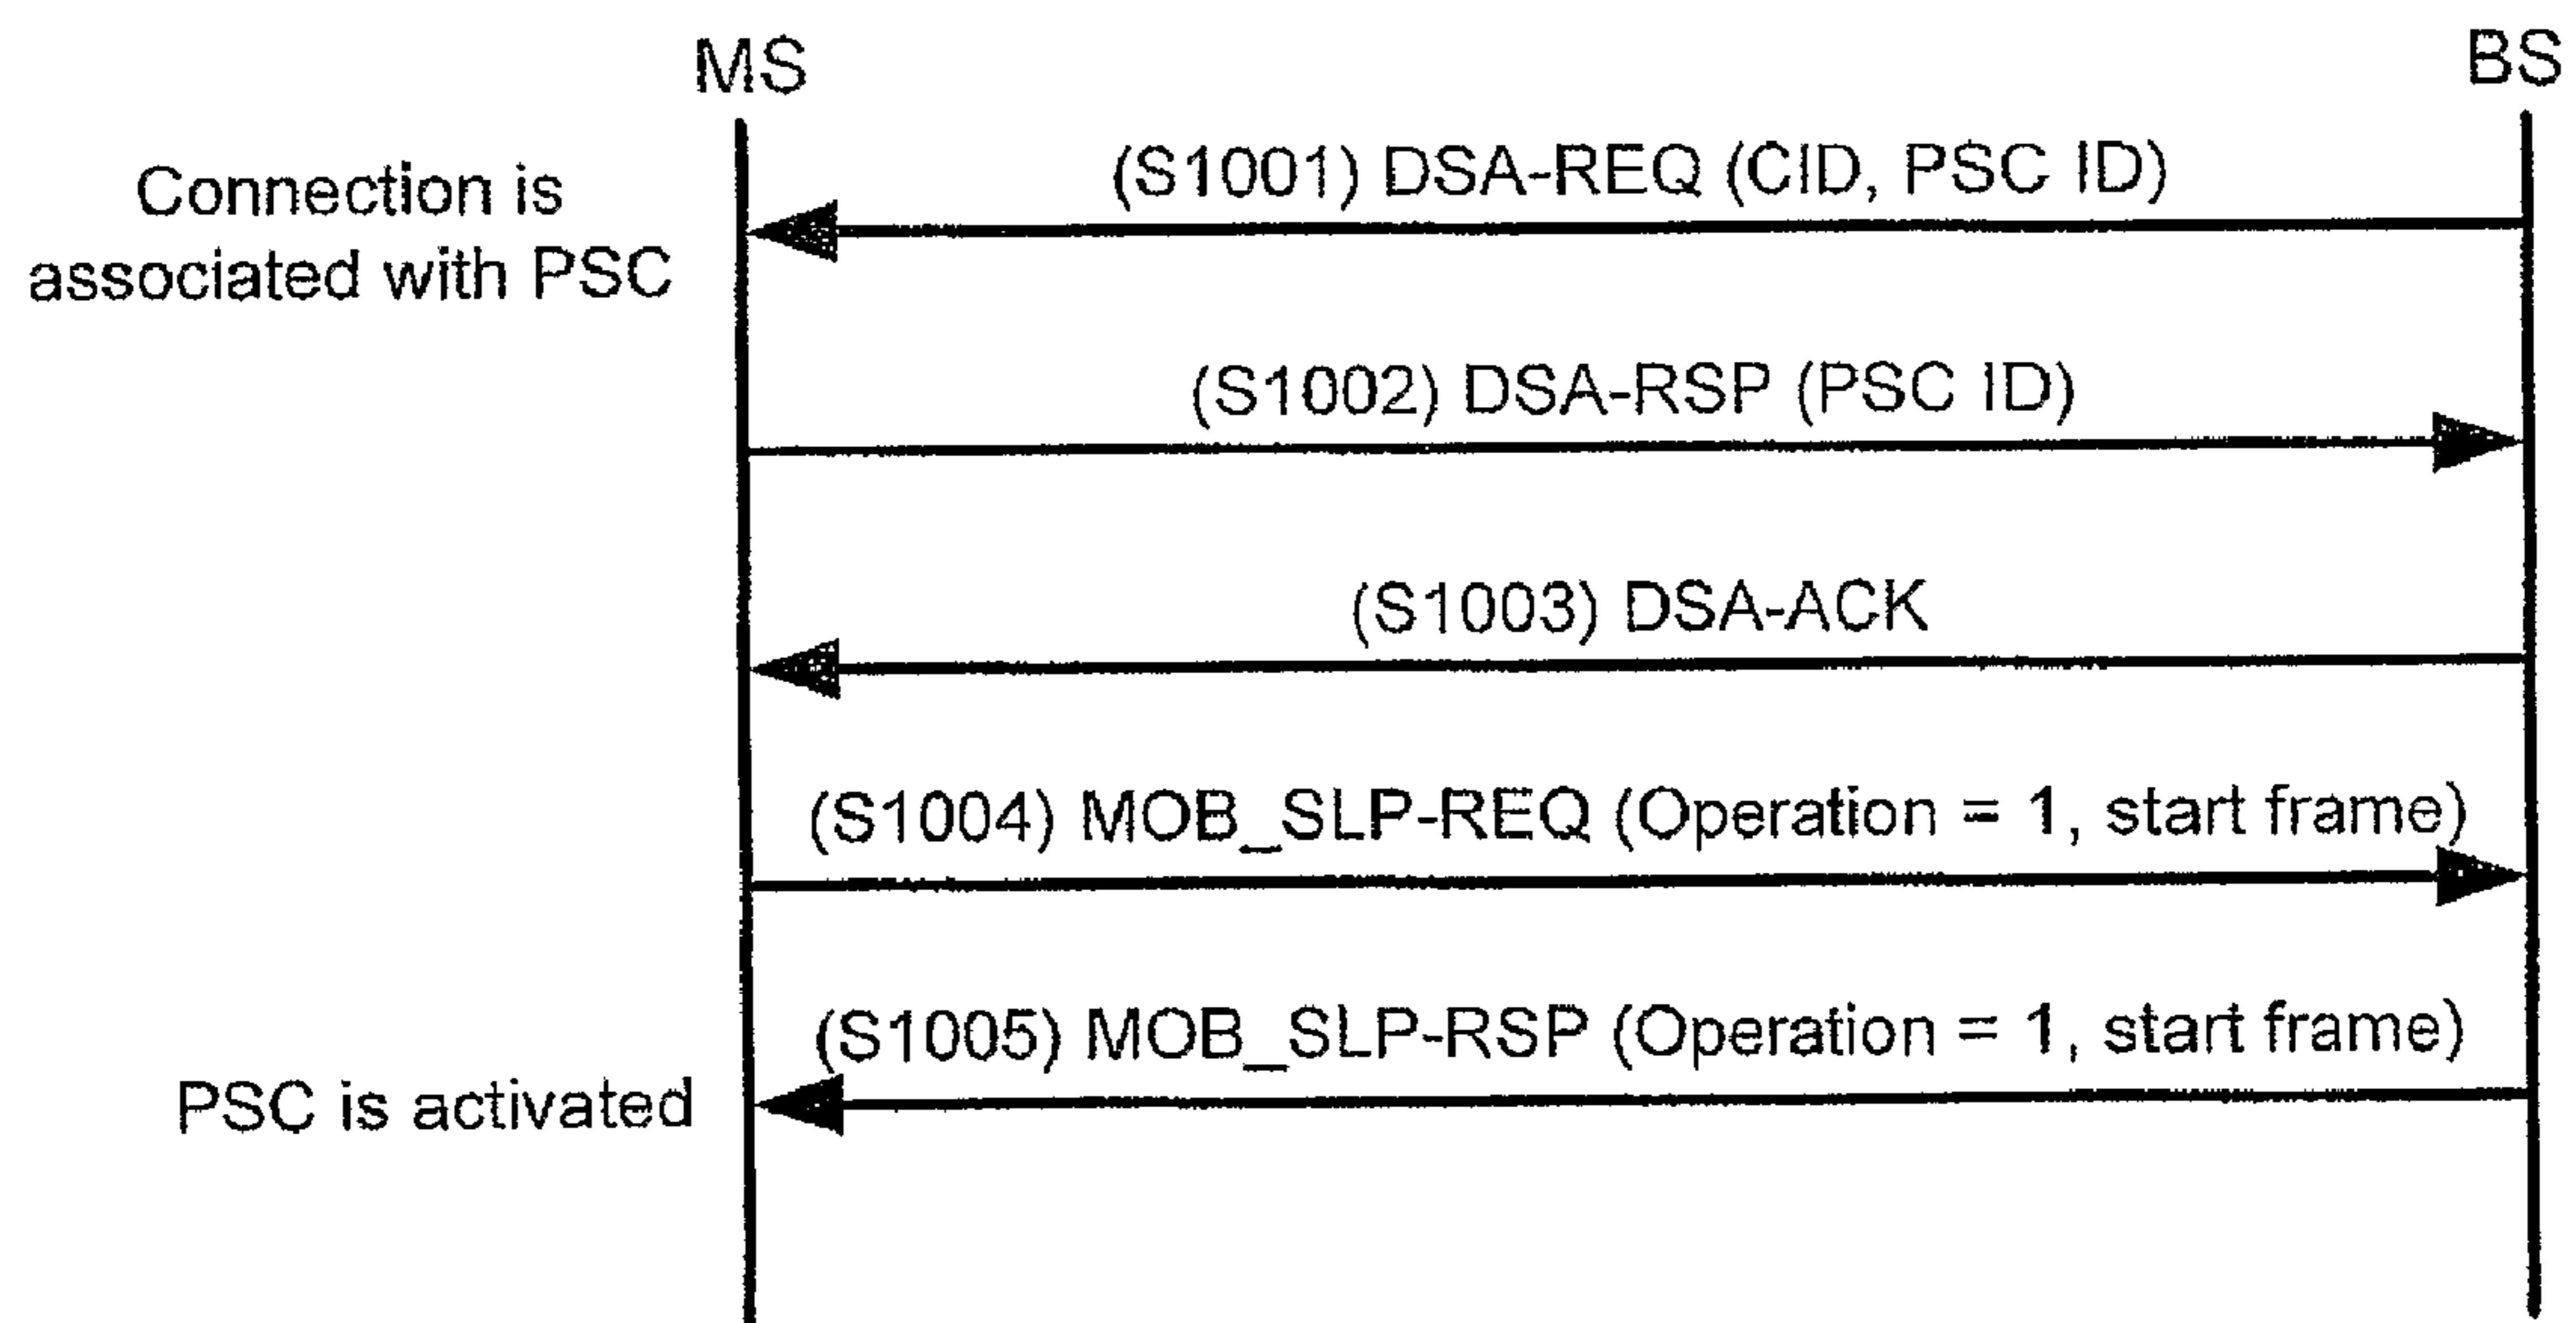 MS
BS
(S1001) DSA-REQ (CID, PSC ID)
Connection is
associated with PSC
(S1002) DSA-RSP (PSC ID)
(S1003) DSA-ACK
(S1004) MOB_SLP-REQ (Operation = 1, start frame)
(S1005) MOB_SLP-RSP (Operation = 1, start frame)
PSC is activated